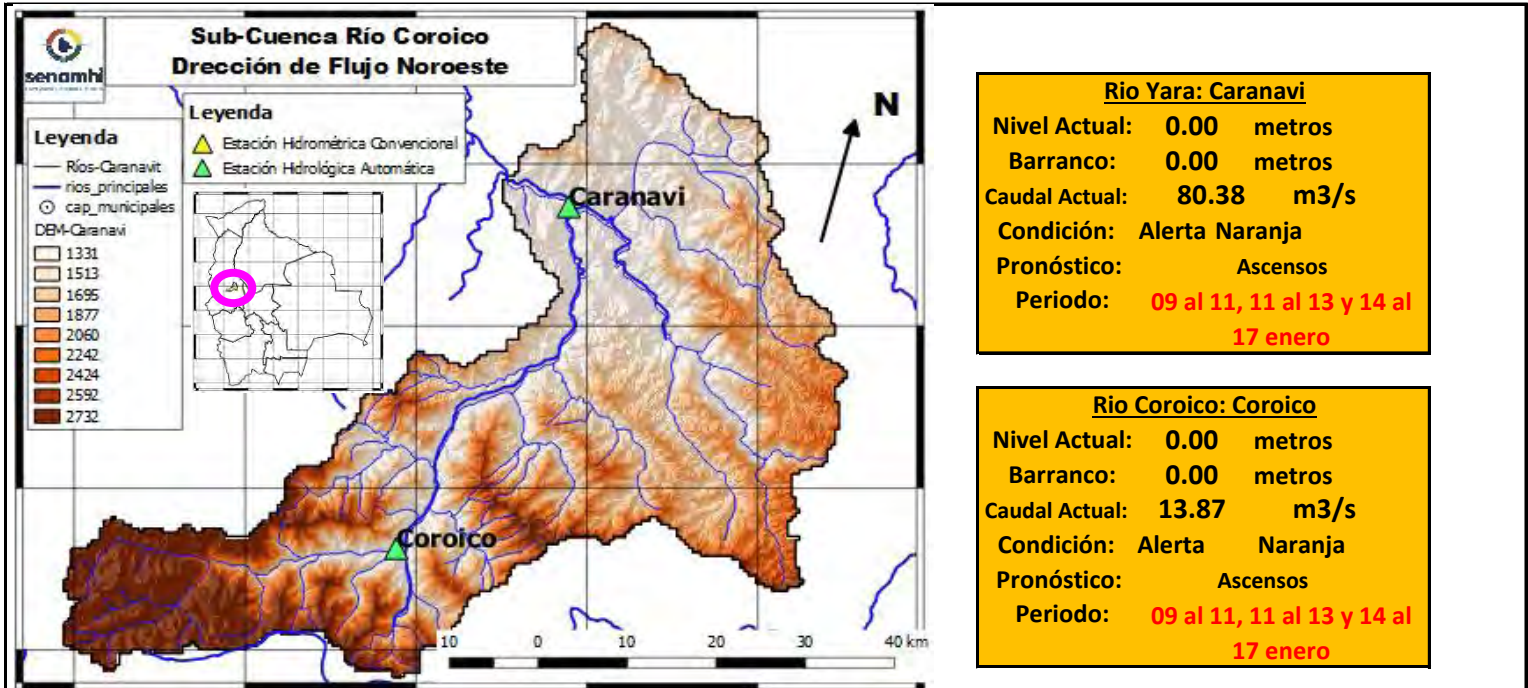 senamhi
Sub-Cuenca Río Coroico
Drección de Flujo Noroeste
Leyenda
Estación Hidrométrica Convencional
Estación Hidrológica Automática
Leyenda
Ríos-Caranavit
rios_principales
cap_municipales
DEM-Caranavi
1331
1513
1695
1877
2060
2242
2424
2592
2732
N
Caranavi
Coroico
10 0 10 20 30 40 km
Rio Yara: Caranavi
Nivel Actual: 0.00 metros
Barranco: 0.00 metros
Caudal Actual: 80.38 m3/s
Condición: Alerta Naranja
Pronóstico: Ascensos
Periodo: 09 al 11, 11 al 13 y 14 al
17 enero
Rio Coroico: Coroico
Nivel Actual: 0.00 metros
Barranco: 0.00 metros
Caudal Actual: 13.87 m3/s
Condición: Alerta Naranja
Pronóstico: Ascensos
Periodo: 09 al 11, 11 al 13 y 14 al
17 enero